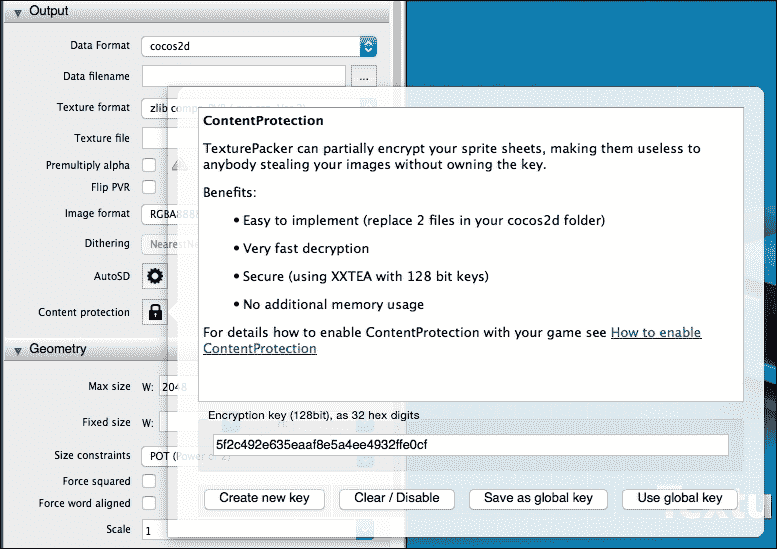 Output
Data Format cocos2d
Data filename ...
Texture format zlib comp
Texture file
Premultiply alpha
Flip PVR
Image format RGBA8888
Dithering NearestNe
AutoSD
Content protection
Geometry
Max size W: 2048
Fixed size W:
Size constraints POT (Power of 2)
Force squared
Force word aligned
Scale 1
ContentProtection
TexturePacker can partially encrypt your sprite sheets, making them useless to
anybody stealing your images without owning the key.
Benefits:
• Easy to implement (replace 2 files in your cocos2d folder)
• Very fast decryption
• Secure (using XXTEA with 128 bit keys)
• No additional memory usage
For details how to enable ContentProtection with your game see How to enable
ContentProtection
Encryption key (128bit), as 32 hex digits
5f2c492e635eaaf8e5a4ee4932ffe0cf
Create new key Clear / Disable Save as global key Use global key
Textu